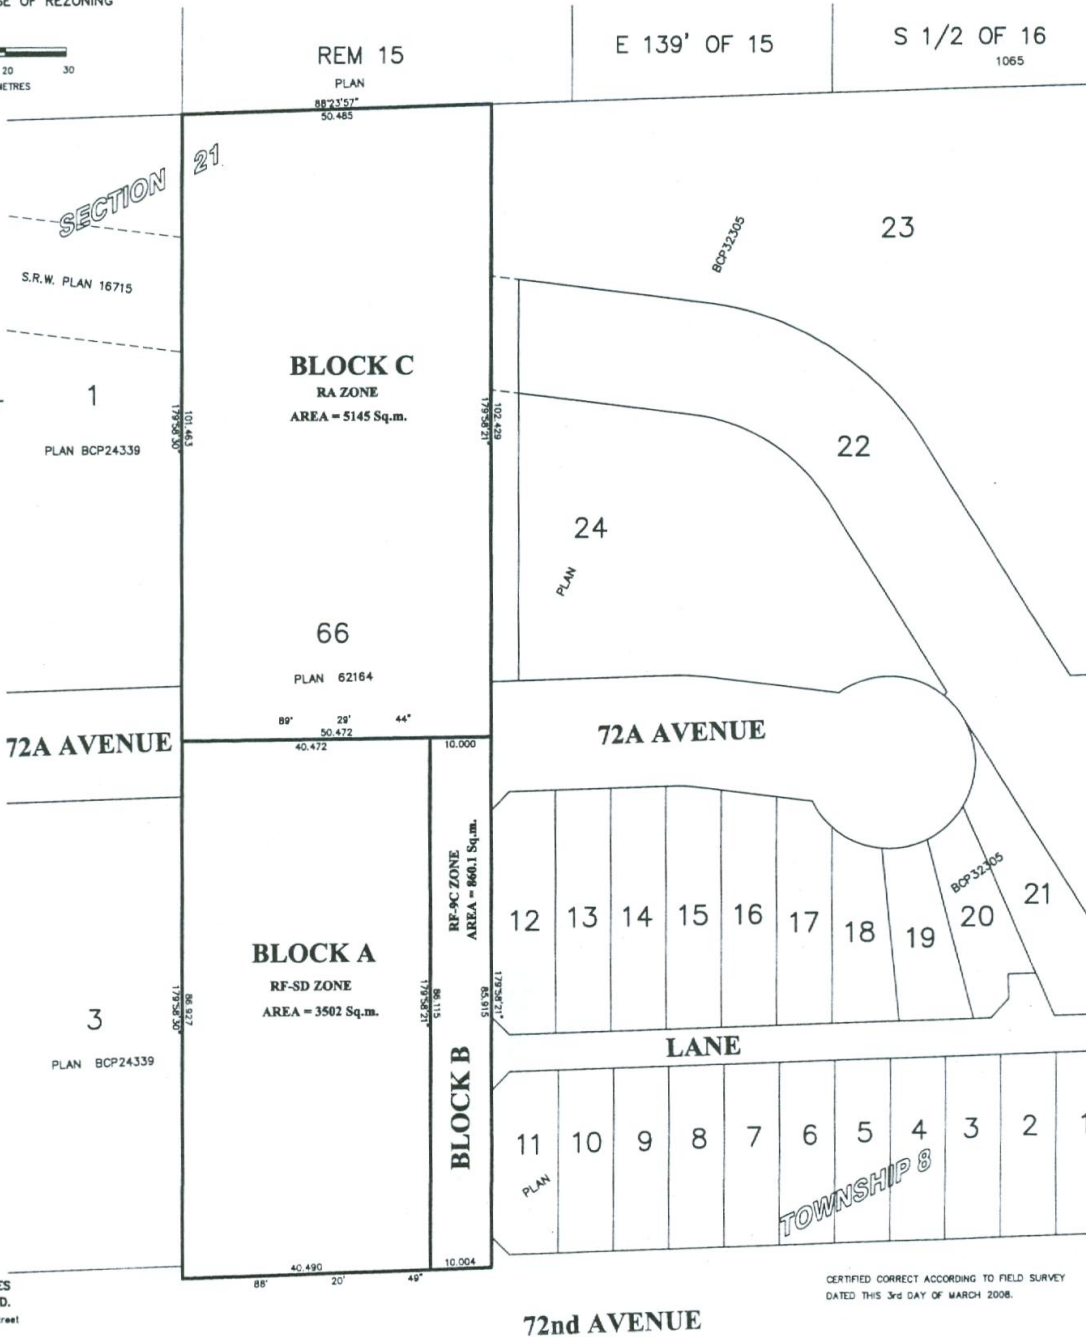 SE OF REZONING
20 30
METRES
REM 15
PLAN
E 139' OF 15
S 1/2 OF 16
1065
88°23'57"
50.485
SECTION 21
S.R.W. PLAN 16715
1
PLAN BCP24339
BLOCK C
RA ZONE
AREA = 5145 Sq.m.
101.463
179°58'30"
102.429
179°58'21"
BCP32305
23
22
24
PLAN
66
PLAN 62164
89° 29' 44"
50.472
72A AVENUE
40.472
10.000
72A AVENUE
RF-9C ZONE
AREA = 860.1 Sq.m.
12 13 14 15 16 17 18 19 20 21
BCP32305
BLOCK A
RF-SD ZONE
AREA = 3502 Sq.m.
3
PLAN BCP24339
86.927
179°58'30"
86.115
179°58'21"
85.915
179°58'21"
BLOCK B
LANE
11 10 9 8 7 6 5 4 3 2 1
PLAN
TOWNSHIP 8
40.490
10.004
88° 20' 49"
ES
D.
reet
CERTIFIED CORRECT ACCORDING TO FIELD SURVEY
DATED THIS 3rd DAY OF MARCH 2008.
72nd AVENUE